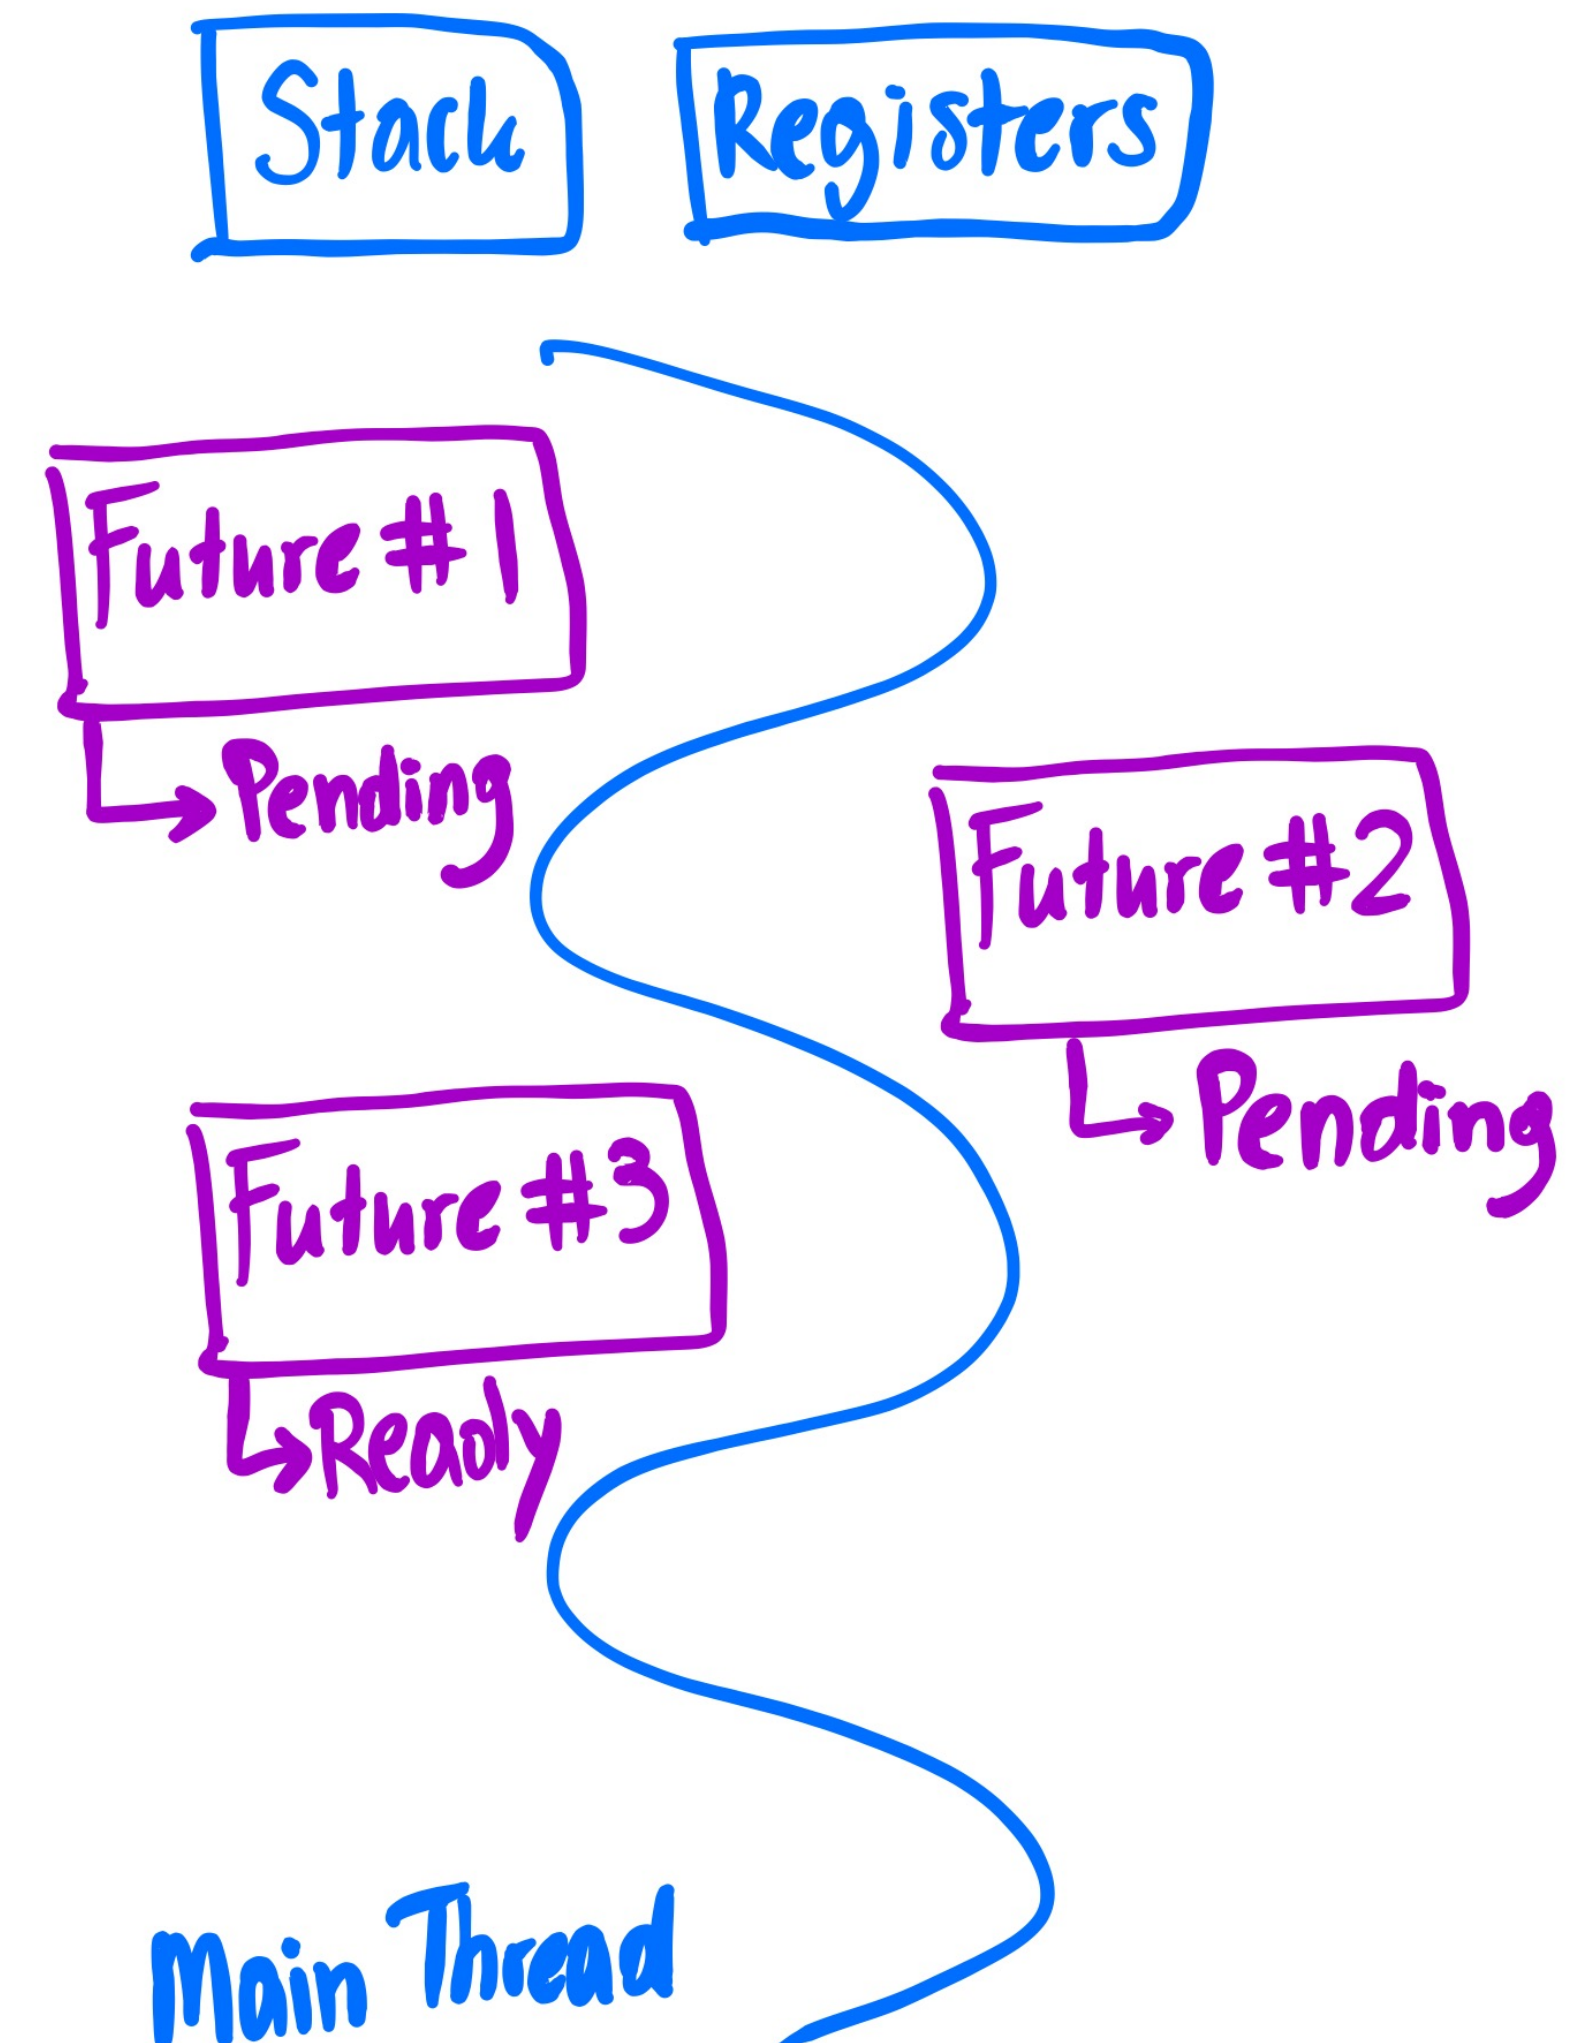 Stack
Registers
Future #1
Pending
Future #2
Pending
Future #3
Ready
Main Thread